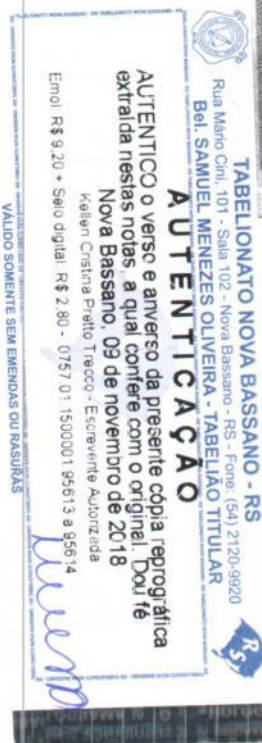 TABELIONATO NOVA BASSANO - RS
Rua Mário Cini, 101 - Sala 102 - Nova Bassano - RS - Fone: (54) 2120-9920
Bel. SAMUEL MENEZES OLIVEIRA - TABELIÃO TITULAR
AUTENTICAÇÃO
AUTENTICO o verso e anverso da presente cópia reprográfica
extraída nestas notas, a qual confere com o original. Dou fé
Nova Bassano, 09 de novembro de 2018
Kellen Cristina Pretto Trecco - Escrevente Autorizada
Emol: R$ 9,20 + Selo digital: R$ 2,80 - 0757.01.1500001.95613 a 95614
VÁLIDO SOMENTE SEM EMENDAS OU RASURAS
RS